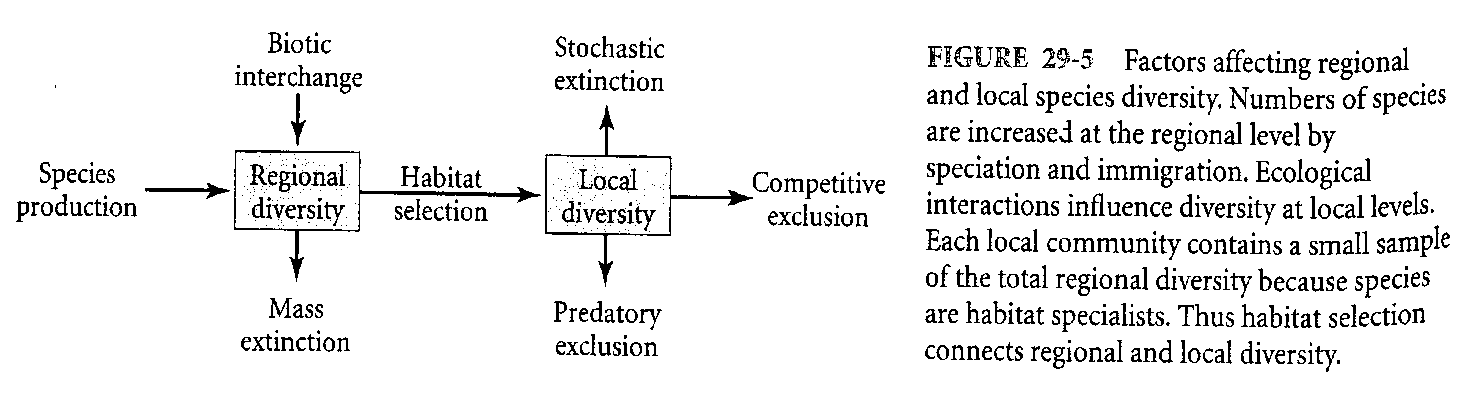 Biotic
interchange
Stochastic
extinction
Species
production
Regional
diversity
Habitat
selection
Local
diversity
Competitive
exclusion
Mass
extinction
Predatory
exclusion
FIGURE 29-5 Factors affecting regional
and local species diversity. Numbers of species
are increased at the regional level by
speciation and immigration. Ecological
interactions influence diversity at local levels.
Each local community contains a small sample
of the total regional diversity because species
are habitat specialists. Thus habitat selection
connects regional and local diversity.